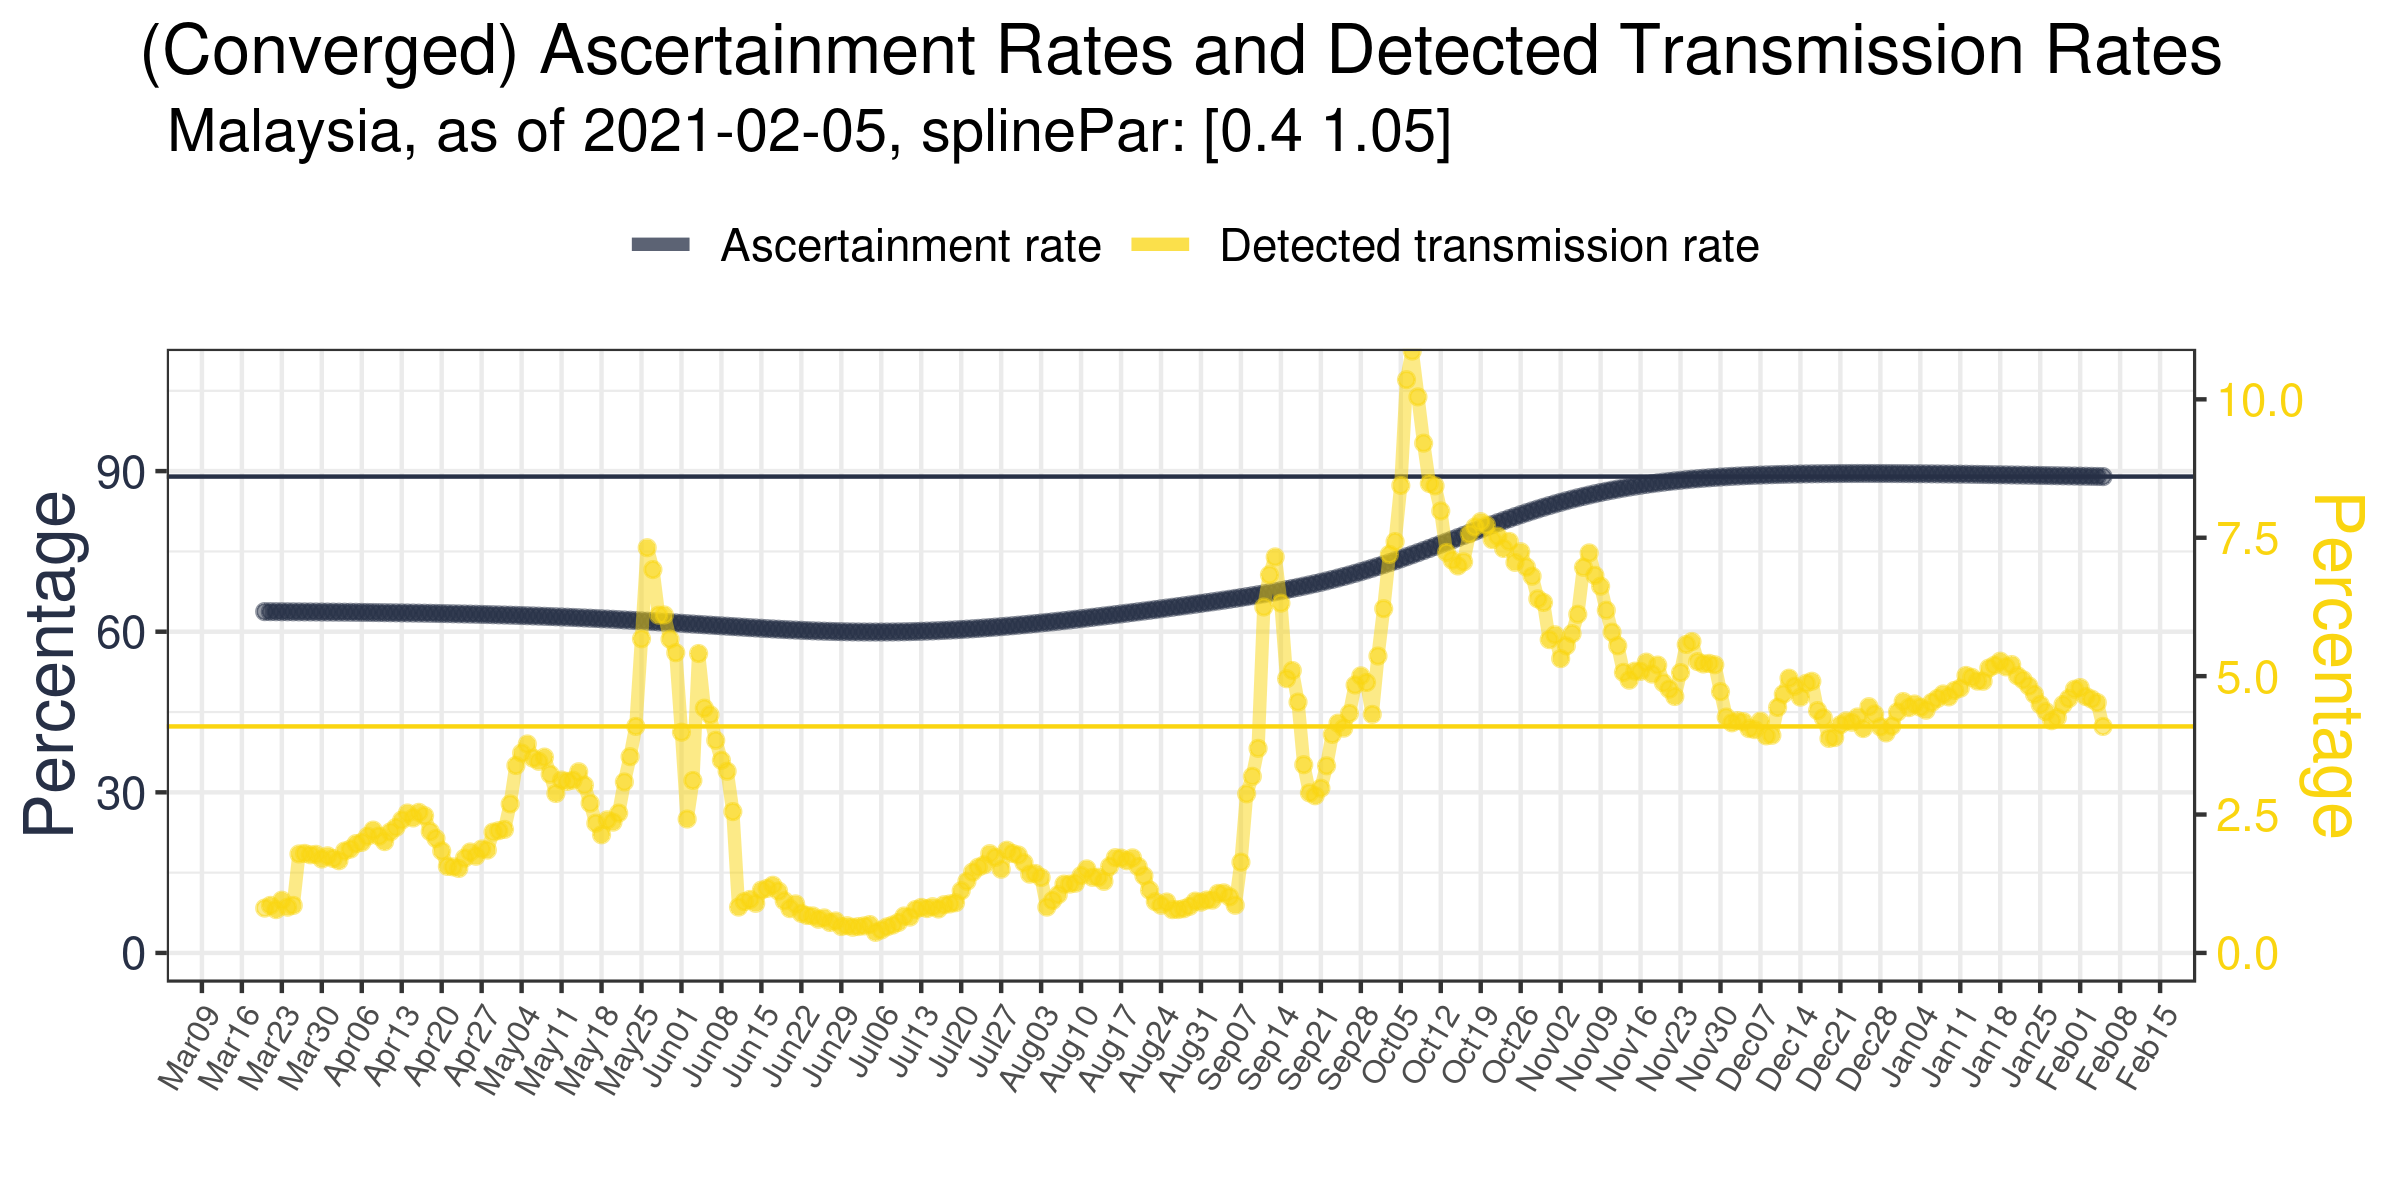 (Converged) Ascertainment Rates and Detected Transmission Rates
Malaysia, as of 2021-02-05, splinePar: [0.4 1.05]
Ascertainment rate
Detected transmission rate
Percentage
90
60
30
0
10.0
7.5
5.0
2.5
0.0
Percentage
Mar09
Mar16
Mar23
Mar30
Apr06
Apr13
Apr20
Apr27
May04
May11
May18
May25
Jun01
Jun08
Jun15
Jun22
Jun29
Jul06
Jul13
Jul20
Jul27
Aug03
Aug10
Aug17
Aug24
Aug31
Sep07
Sep14
Sep21
Sep28
Oct05
Oct12
Oct19
Oct26
Nov02
Nov09
Nov16
Nov23
Nov30
Dec07
Dec14
Dec21
Dec28
Jan04
Jan11
Jan18
Jan25
Feb01
Feb08
Feb15